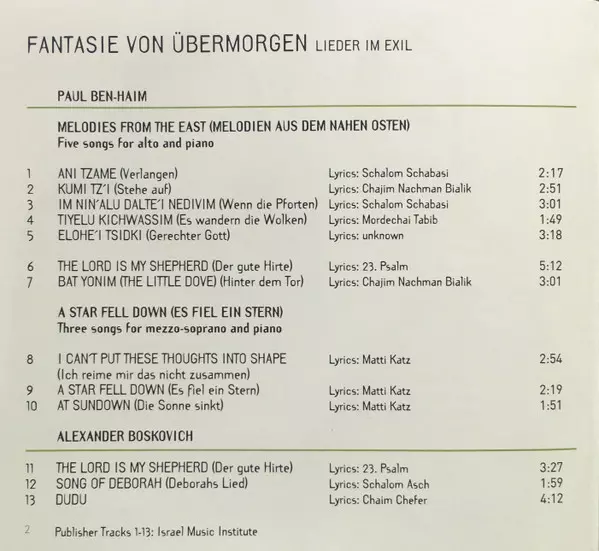 FANTASIE VON ÜBERMORGEN LIEDER IM EXIL
PAUL BEN-HAIM
MELODIES FROM THE EAST (MELODIEN AUS DEM NAHEN OSTEN)
Five songs for alto and piano
1 ANI TZAME (Verlangen) Lyrics: Schalom Schabasi 2:17
2 KUMI TZ'I (Stehe auf) Lyrics: Chajim Nachman Bialik 2:51
3 IM NIN'ALU DALTE'I NEDIVIM (Wenn die Pforten) Lyrics: Schalom Schabasi 3:01
4 TIYELU KICHWASSIM (Es wandern die Wolken) Lyrics: Mordechai Tabib 1:49
5 ELOHE'I TSIDKI (Gerechter Gott) Lyrics: unknown 3:18
6 THE LORD IS MY SHEPHERD (Der gute Hirte) Lyrics: 23. Psalm 5:12
7 BAT YONIM (THE LITTLE DOVE) (Hinter dem Tor) Lyrics: Chajim Nachman Bialik 3:01
A STAR FELL DOWN (ES FIEL EIN STERN)
Three songs for mezzo-soprano and piano
8 I CAN'T PUT THESE THOUGHTS INTO SHAPE Lyrics: Matti Katz 2:54
(Ich reime mir das nicht zusammen)
9 A STAR FELL DOWN (Es fiel ein Stern) Lyrics: Matti Katz 2:19
10 AT SUNDOWN (Die Sonne sinkt) Lyrics: Matti Katz 1:51
ALEXANDER BOSKOVICH
11 THE LORD IS MY SHEPHERD (Der gute Hirte) Lyrics: 23. Psalm 3:27
12 SONG OF DEBORAH (Deborahs Lied) Lyrics: Schalom Asch 1:59
13 DUDU Lyrics: Chaim Chefer 4:12
2 Publisher Tracks 1-13: Israel Music Institute